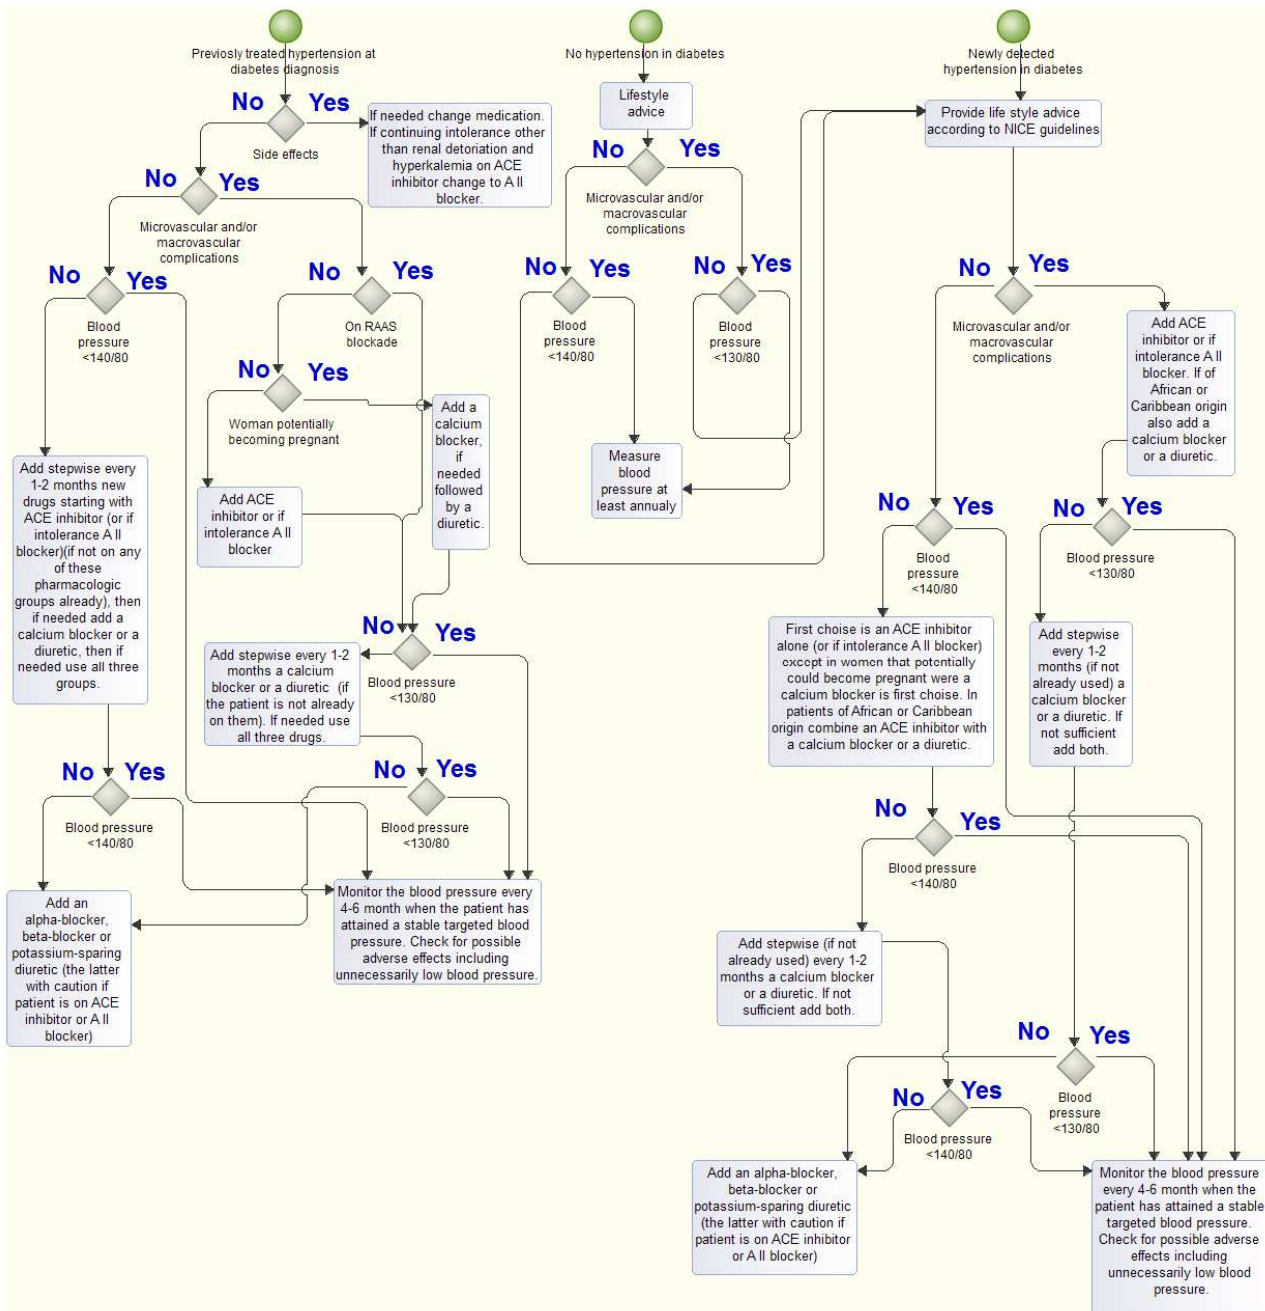 Previosly treated hypertension at
diabetes diagnosis
No
Yes
Side effects
If needed change medication.
If continuing intolerance other
than renal detoriation and
hyperkalemia on ACE
inhibitor change to A II
blocker.
No
Yes
Microvascular and/or
macrovascular
complications
No
Yes
Blood
pressure
<140/80
No
Yes
On RAAS
blockade
No
Yes
Woman potentially
becoming pregnant
Add a
calcium
blocker,
if
needed
followed
by a
diuretic.
Add ACE
inhibitor or if
intolerance A II
blocker
Add stepwise every
1-2 months new
drugs starting with
ACE inhibitor (or if
intolerance A II
blocker)(if not on any
of these
pharmacologic
groups already), then
if needed add a
calcium blocker or a
diuretic, then if
needed use all three
groups.
No
Yes
Blood pressure
<130/80
Add stepwise every 1-2
months a calcium
blocker or a diuretic (if
the patient is not already
on them). If needed use
all three drugs.
No
Yes
Blood pressure
<140/80
No
Yes
Blood pressure
<130/80
Add an
alpha-blocker,
beta-blocker or
potassium-sparing
diuretic (the latter
with caution if
patient is on ACE
inhibitor or A II
blocker)
Monitor the blood pressure every
4-6 month when the patient has
attained a stable targeted blood
pressure. Check for possible
adverse effects including
unnecessarily low blood pressure.
No hypertension in diabetes
Lifestyle
advice
No
Yes
Microvascular and/or
macrovascular
complications
No
Yes
Blood
pressure
<140/80
No
Yes
Blood
pressure
<130/80
Measure
blood
pressure at
least annualy
Newly detected
hypertension in diabetes
Provide life style advice
according to NICE guidelines
No
Yes
Microvascular and/or
macrovascular
complications
Add ACE
inhibitor or if
intolerance A II
blocker. If of
African or
Caribbean origin
also add a
calcium blocker
or a diuretic.
No
Yes
Blood
pressure
<140/80
No
Yes
Blood pressure
<130/80
First choise is an ACE inhibitor
alone (or if intolerance A II blocker)
except in women that potentially
could become pregnant were a
calcium blocker is first choise. In
patients of African or Caribbean
origin combine an ACE inhibitor with
a calcium blocker or a diuretic.
Add stepwise
every 1-2
months (if not
already used) a
calcium blocker
or a diuretic. If
not sufficient
add both.
No
Yes
Blood pressure
<140/80
Add stepwise (if not
already used) every 1-2
months a calcium blocker
or a diuretic. If not
sufficient add both.
No
Yes
Blood
pressure
<130/80
No
Yes
Blood pressure
<140/80
Add an alpha-blocker,
beta-blocker or
potassium-sparing diuretic
(the latter with caution if
patient is on ACE inhibitor
or A II blocker)
Monitor the blood pressure
every 4-6 month when the
patient has attained a stable
targeted blood pressure.
Check for possible adverse
effects including
unnecessarily low blood
pressure.